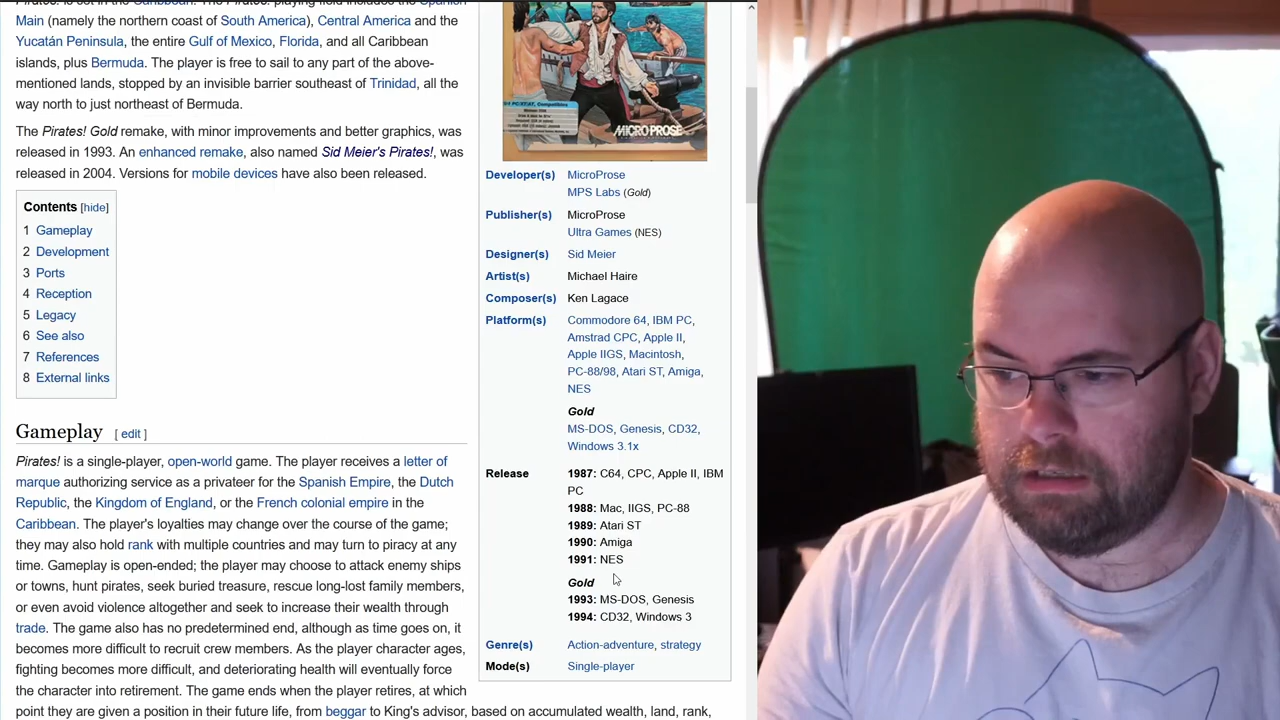 Main (namely the northern coast of South America), Central America and the
Yucatán Peninsula, the entire Gulf of Mexico, Florida, and all Caribbean
islands, plus Bermuda. The player is free to sail to any part of the above-
mentioned lands, stopped by an invisible barrier southeast of Trinidad, all the
way north to just northeast of Bermuda.
The Pirates! Gold remake, with minor improvements and better graphics, was
released in 1993. An enhanced remake, also named Sid Meier's Pirates!, was
released in 2004. Versions for mobile devices have also been released.
Contents [hide]
1 Gameplay
2 Development
3 Ports
4 Reception
5 Legacy
6 See also
7 References
8 External links
Gameplay [ edit ]
Pirates! is a single-player, open-world game. The player receives a letter of
marque authorizing service as a privateer for the Spanish Empire, the Dutch
Republic, the Kingdom of England, or the French colonial empire in the
Caribbean. The player's loyalties may change over the course of the game;
they may also hold rank with multiple countries and may turn to piracy at any
time. Gameplay is open-ended; the player may choose to attack enemy ships
or towns, hunt pirates, seek buried treasure, rescue long-lost family members,
or even avoid violence altogether and seek to increase their wealth through
trade. The game also has no predetermined end, although as time goes on, it
becomes more difficult to recruit crew members. As the player character ages,
fighting becomes more difficult, and deteriorating health will eventually force
the character into retirement. The game ends when the player retires, at which
point they are given a position in their future life, from beggar to King's advisor, based on accumulated wealth, land, rank,
MICRO PROSE
Developer(s) MicroProse
MPS Labs (Gold)
Publisher(s) MicroProse
Ultra Games (NES)
Designer(s) Sid Meier
Artist(s) Michael Haire
Composer(s) Ken Lagace
Platform(s) Commodore 64, IBM PC,
Amstrad CPC, Apple II,
Apple IIGS, Macintosh,
PC-88/98, Atari ST, Amiga,
NES
Gold
MS-DOS, Genesis, CD32,
Windows 3.1x
Release 1987: C64, CPC, Apple II, IBM
PC
1988: Mac, IIGS, PC-88
1989: Atari ST
1990: Amiga
1991: NES
Gold
1993: MS-DOS, Genesis
1994: CD32, Windows 3
Genre(s) Action-adventure, strategy
Mode(s) Single-player